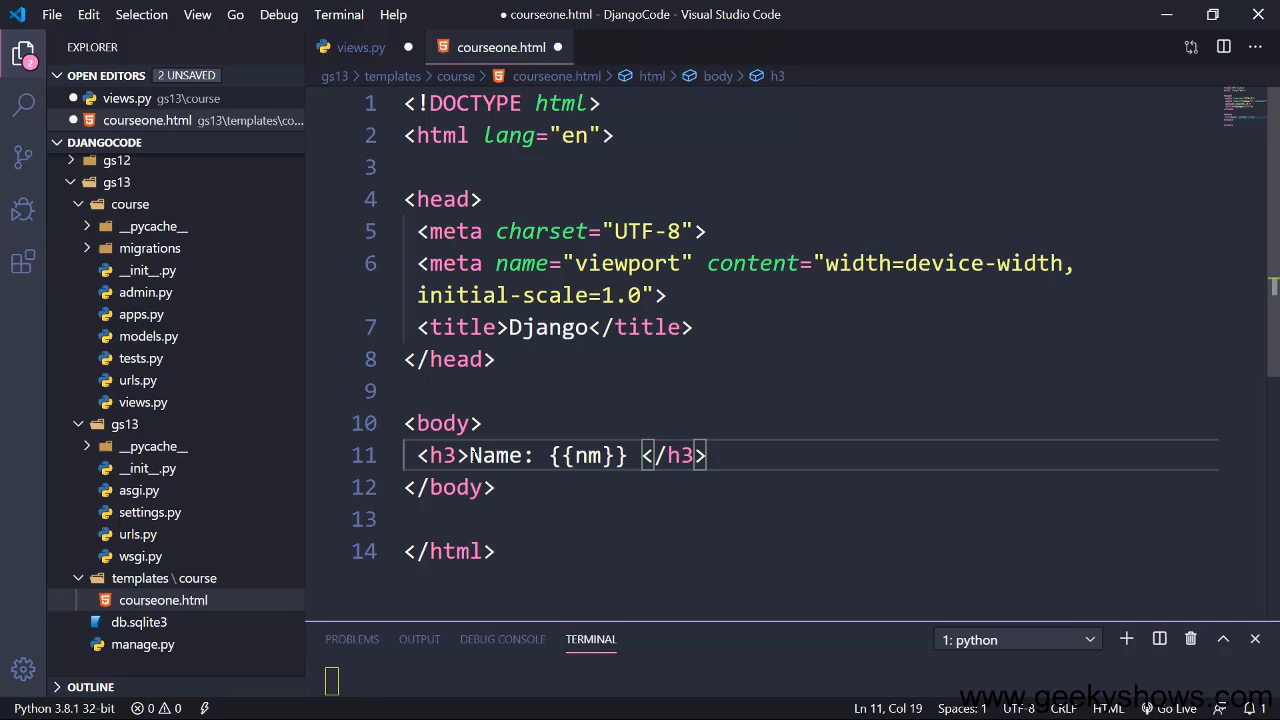 File Edit Selection View Go Debug Terminal Help
● courseone.html - DjangoCode - Visual Studio Code
EXPLORER
2
OPEN EDITORS 2 UNSAVED
views.py gs13\course
courseone.html gs13\templates\co...
DJANGOCODE
gs12
gs13
course
__pycache__
migrations
__init__.py
admin.py
apps.py
models.py
tests.py
urls.py
views.py
gs13
__pycache__
__init__.py
asgi.py
settings.py
urls.py
wsgi.py
templates \ course
courseone.html
db.sqlite3
manage.py
OUTLINE
views.py courseone.html
gs13 > templates > course > courseone.html > html > body > h3
1 <!DOCTYPE html>
2 <html lang="en">
3
4 <head>
5 <meta charset="UTF-8">
6 <meta name="viewport" content="width=device-width,
initial-scale=1.0">
7 <title>Django</title>
8 </head>
9
10 <body>
11 <h3>Name: {{nm}} </h3>
12 </body>
13
14 </html>
PROBLEMS OUTPUT DEBUG CONSOLE TERMINAL 1: python
www.geekyshows.com
Python 3.8.1 32-bit 0 0 Ln 11, Col 19 Spaces: 1 UTF-8 CRLF HTML Go Live 1